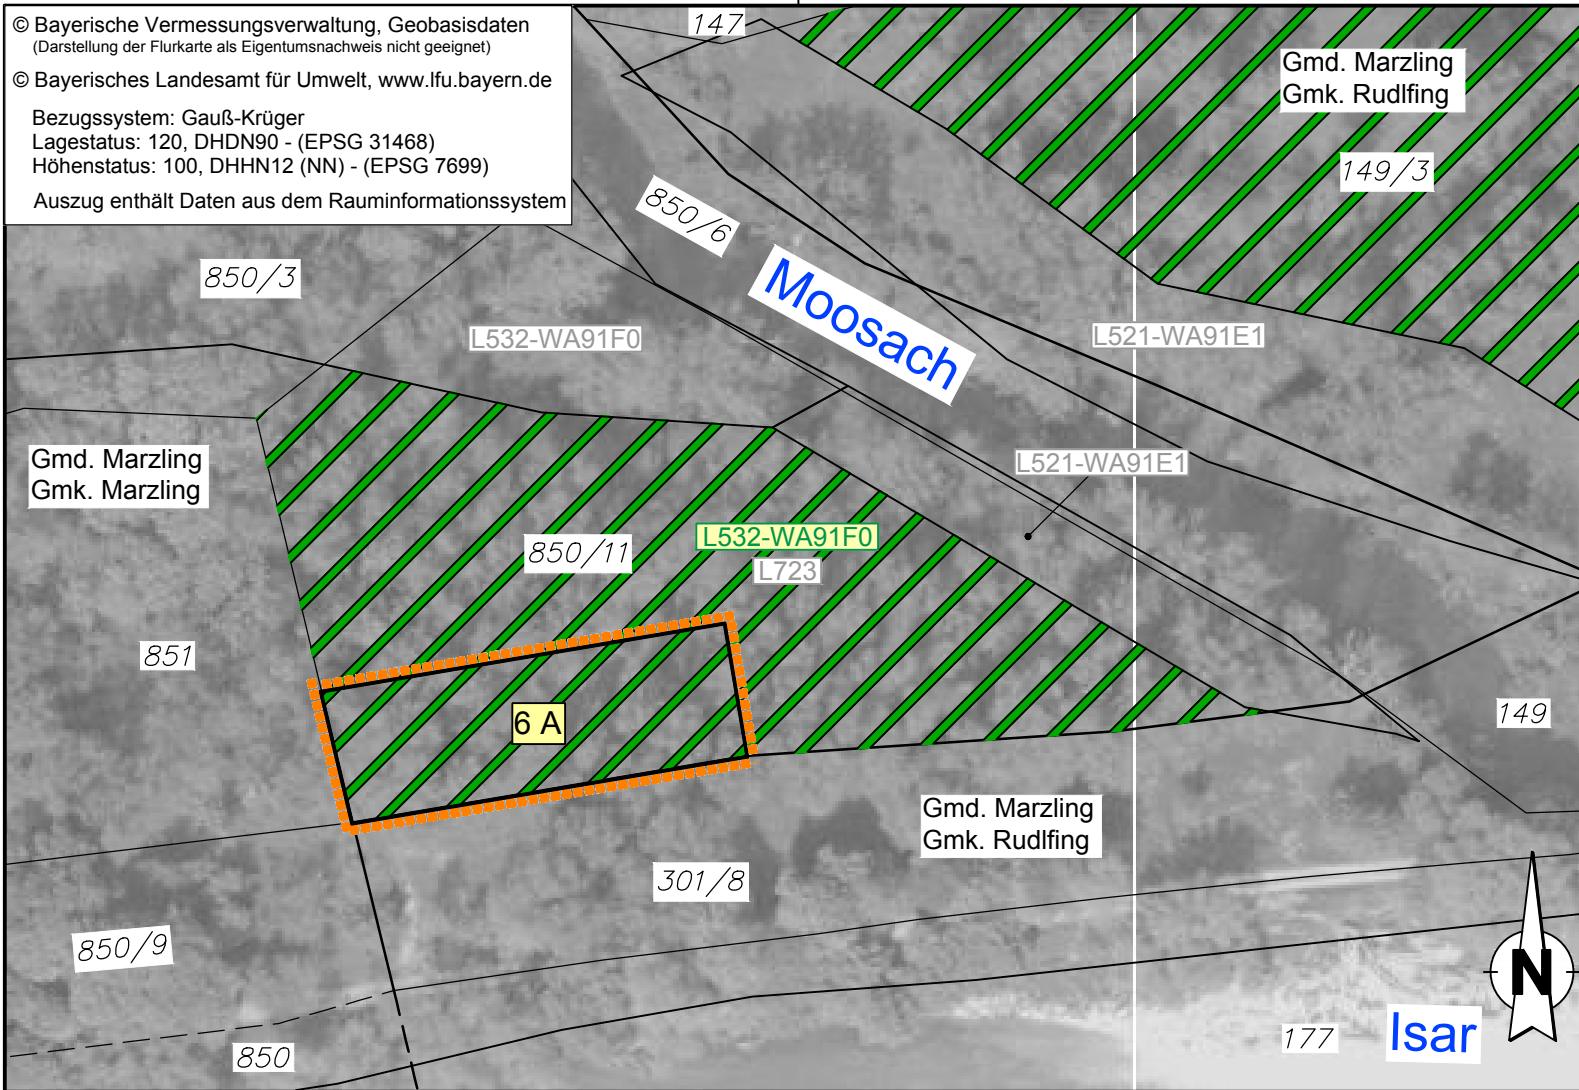 © Bayerische Vermessungsverwaltung, Geobasisdaten
(Darstellung der Flurkarte als Eigentumsnachweis nicht geeignet)
© Bayerisches Landesamt für Umwelt, www.lfu.bayern.de
Bezugssystem: Gauß-Krüger
Lagestatus: 120, DHDN90 - (EPSG 31468)
Höhenstatus: 100, DHHN12 (NN) - (EPSG 7699)
Auszug enthält Daten aus dem Rauminformationssystem
147
Gmd. Marzling
Gmk. Rudlfing
149/3
850/6
850/3
Moosach
L532-WA91F0
L521-WA91E1
Gmd. Marzling
Gmk. Marzling
L521-WA91E1
850/11
L532-WA91F0
L723
851
6 A
149
Gmd. Marzling
Gmk. Rudlfing
301/8
850/9
N
850
177
Isar